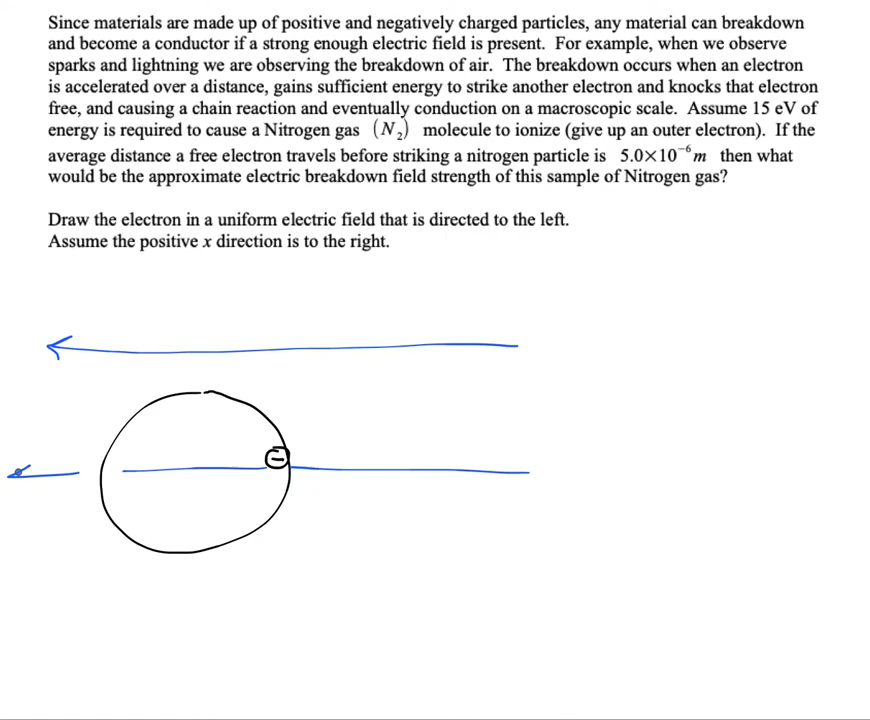 Since materials are made up of positive and negatively charged particles, any material can breakdown
and become a conductor if a strong enough electric field is present.  For example, when we observe
sparks and lightning we are observing the breakdown of air.  The breakdown occurs when an electron
is accelerated over a distance, gains sufficient energy to strike another electron and knocks that electron
free, and causing a chain reaction and eventually conduction on a macroscopic scale.  Assume 15 eV of
energy is required to cause a Nitrogen gas (N₂) molecule to ionize (give up an outer electron).  If the
average distance a free electron travels before striking a nitrogen particle is 5.0×10⁻⁶ m then what
would be the approximate electric breakdown field strength of this sample of Nitrogen gas?
Draw the electron in a uniform electric field that is directed to the left.
Assume the positive x direction is to the right.
−